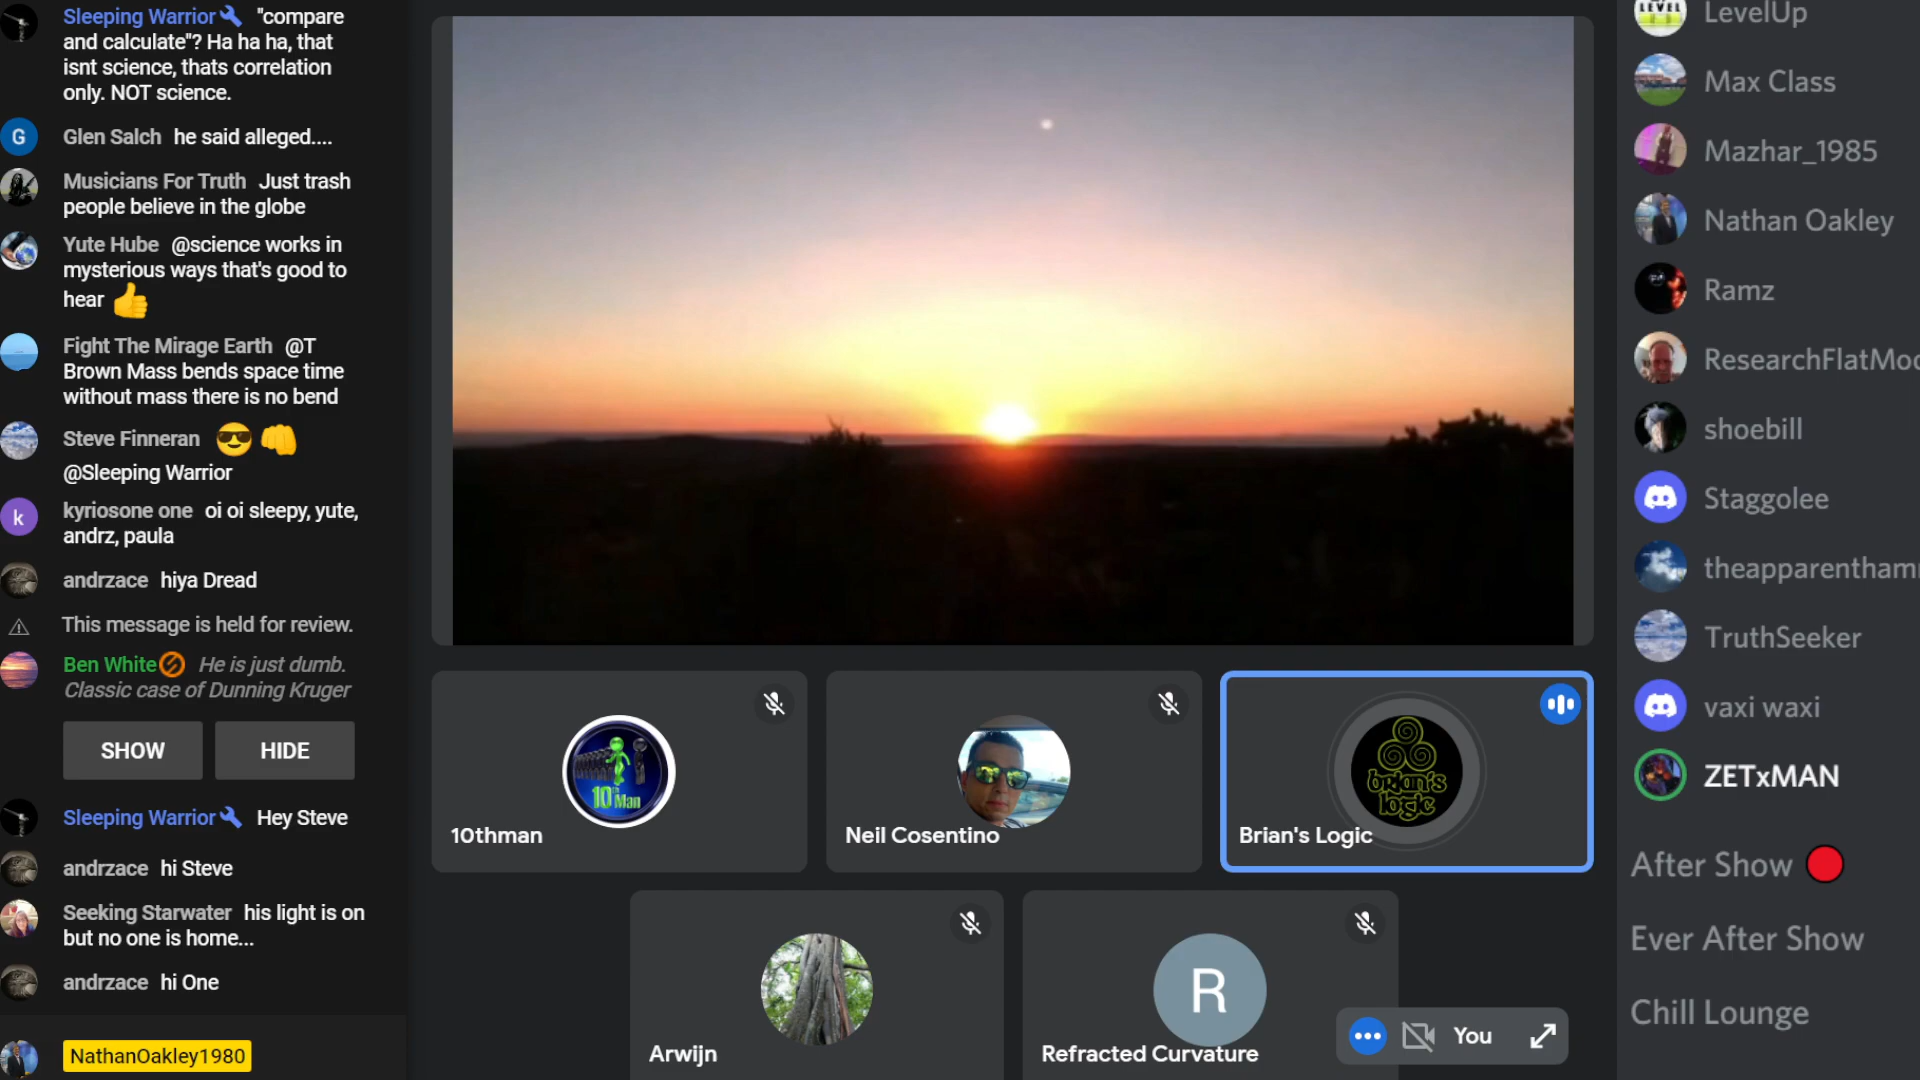 Sleeping Warrior "compare
and calculate"? Ha ha ha, that
isnt science, thats correlation
only. NOT science.
G
Glen Salch he said alleged....
Musicians For Truth Just trash
people believe in the globe
Yute Hube @science works in
mysterious ways that's good to
hear
Fight The Mirage Earth @T
Brown Mass bends space time
without mass there is no bend
Steve Finneran
@Sleeping Warrior
k
kyriosone one oi oi sleepy, yute,
andrz, paula
andrzace hiya Dread
This message is held for review.
Ben White He is just dumb.
Classic case of Dunning Kruger
SHOW HIDE
Sleeping Warrior Hey Steve
andrzace hi Steve
Seeking Starwater his light is on
but no one is home...
andrzace hi One
NathanOakley1980
10th Man
10thman
Neil Cosentino
brian's
logic
Brian's Logic
Arwijn
R
Refracted Curvature
You
LEVEL
LevelUp
Max Class
Mazhar_1985
Nathan Oakley
Ramz
ResearchFlatMoo
shoebill
Staggolee
theapparentham
TruthSeeker
vaxi waxi
ZETxMAN
After Show
Ever After Show
Chill Lounge